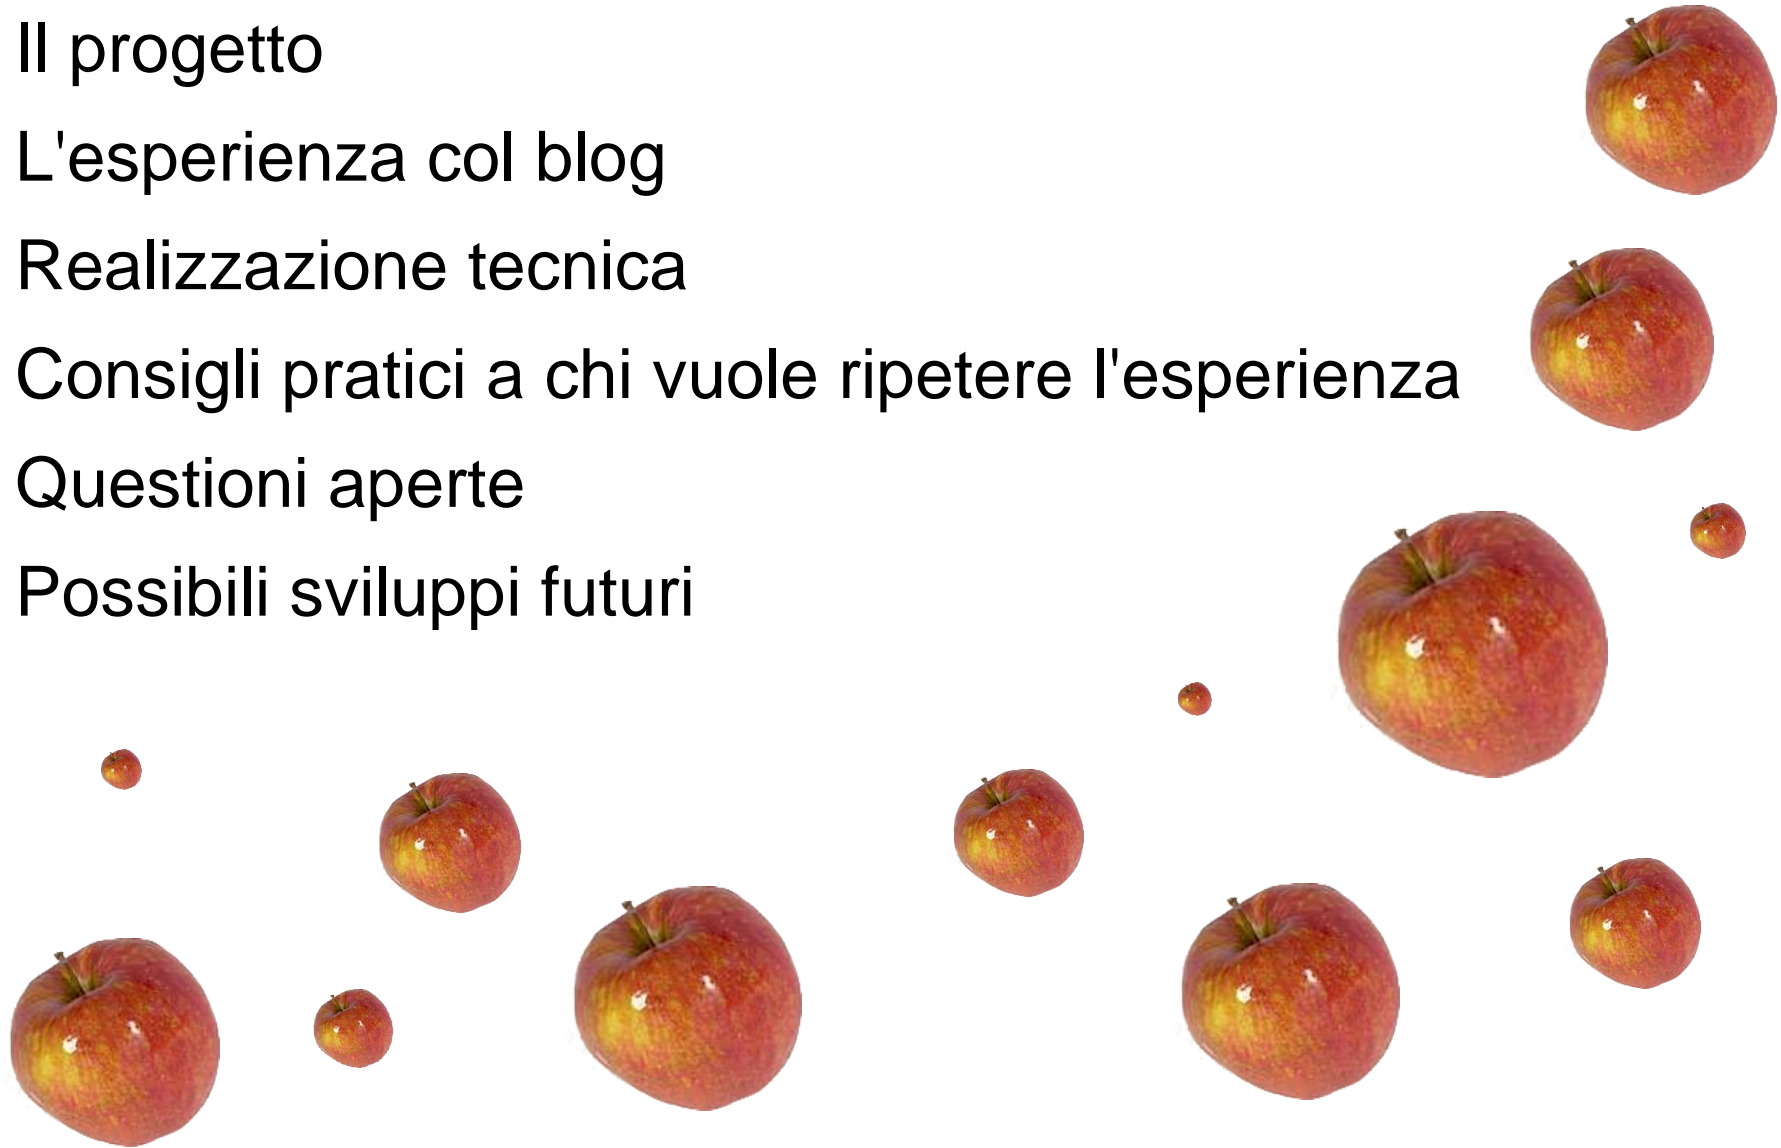 Il progetto
L'esperienza col blog
Realizzazione tecnica
Consigli pratici a chi vuole ripetere l'esperienza
Questioni aperte
Possibili sviluppi futuri